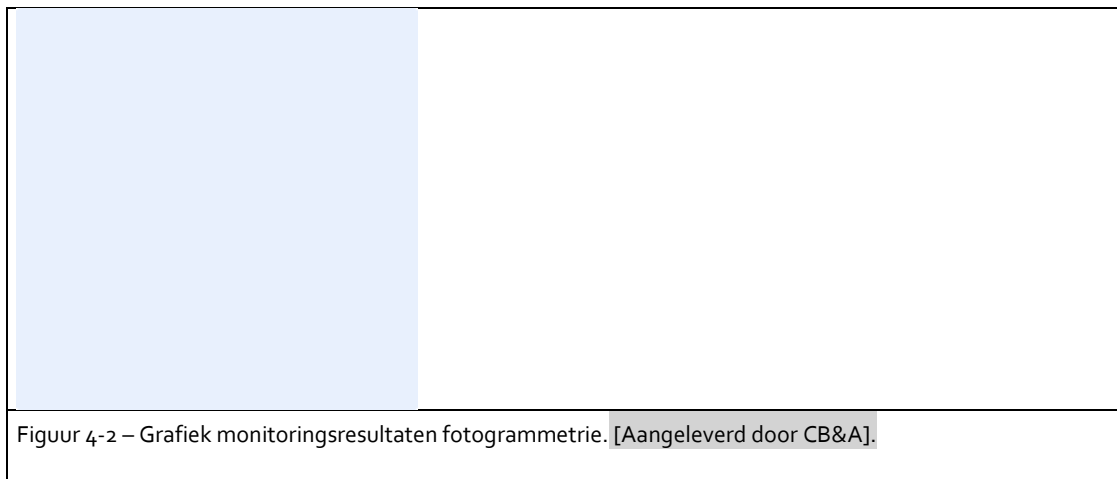 Figuur 4-2 – Grafiek monitoringsresultaten fotogrammetrie. [Aangeleverd door CB&A].